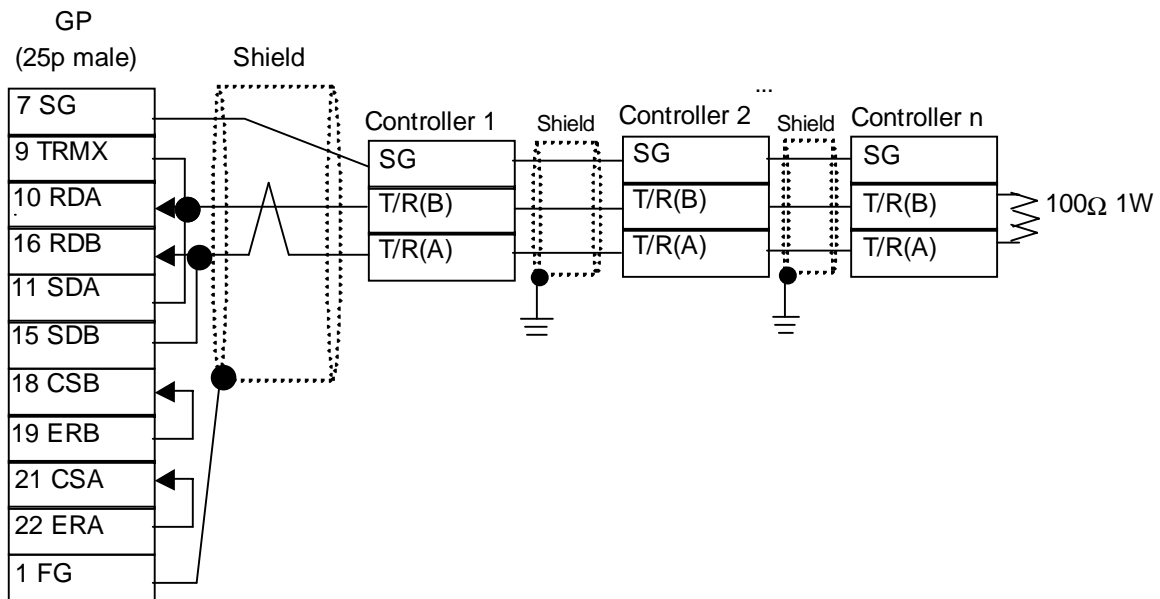 GP
(25p male)
Shield
7 SG
9 TRMX
10 RDA
16 RDB
11 SDA
15 SDB
18 CSB
19 ERB
21 CSA
22 ERA
1 FG
Controller 1
SG
T/R(B)
T/R(A)
Shield
...
Controller 2
SG
T/R(B)
T/R(A)
Shield
Controller n
SG
T/R(B)
T/R(A)
100Ω 1W